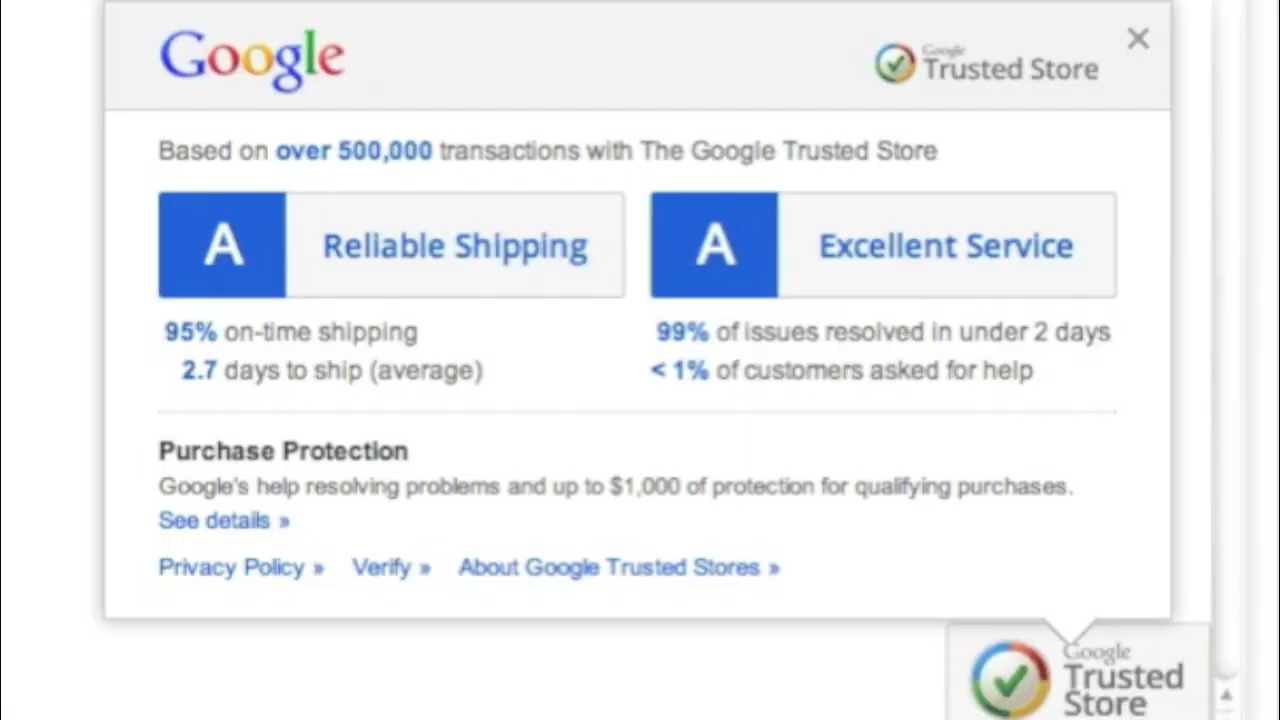 Google
Google
Trusted Store
Based on over 500,000 transactions with The Google Trusted Store
A Reliable Shipping
A Excellent Service
95% on-time shipping
2.7 days to ship (average)
99% of issues resolved in under 2 days
< 1% of customers asked for help
Purchase Protection
Google's help resolving problems and up to $1,000 of protection for qualifying purchases.
See details »
Privacy Policy » Verify » About Google Trusted Stores »
Google
Trusted
Store